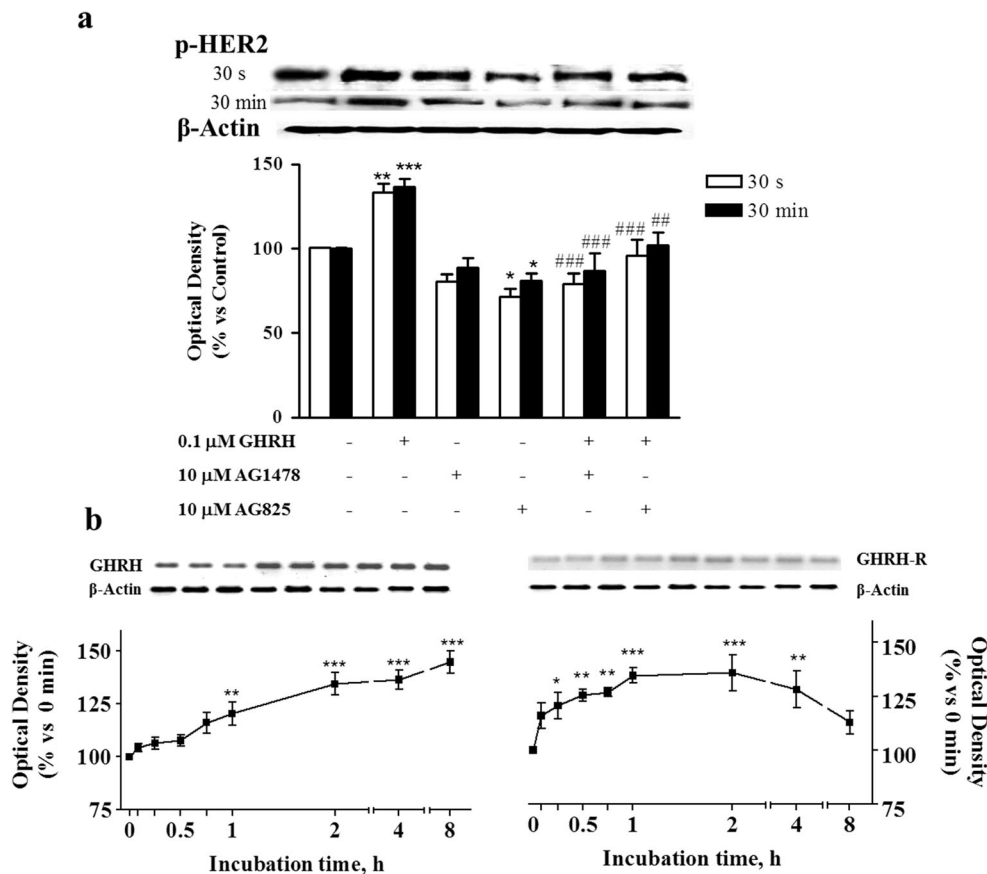 a
p-HER2
30 s
30 min
β-Actin
150
100
50
0
Optical Density
(% vs Control)
** ***
* *
### ###
### ##
30 s
30 min
0.1 μM GHRH - + - - + +
10 μM AG1478 - - + - + -
10 μM AG825 - - - + - +
b
GHRH
β-Actin
GHRH-R
β-Actin
Optical Density
(% vs 0 min)
150
125
100
75
** *** *** ***
0 0.5 1 2 4 8
Incubation time, h
* ** ** *** *** **
150
125
100
75
Optical Density
(% vs 0 min)
0 0.5 1 2 4 8
Incubation time, h